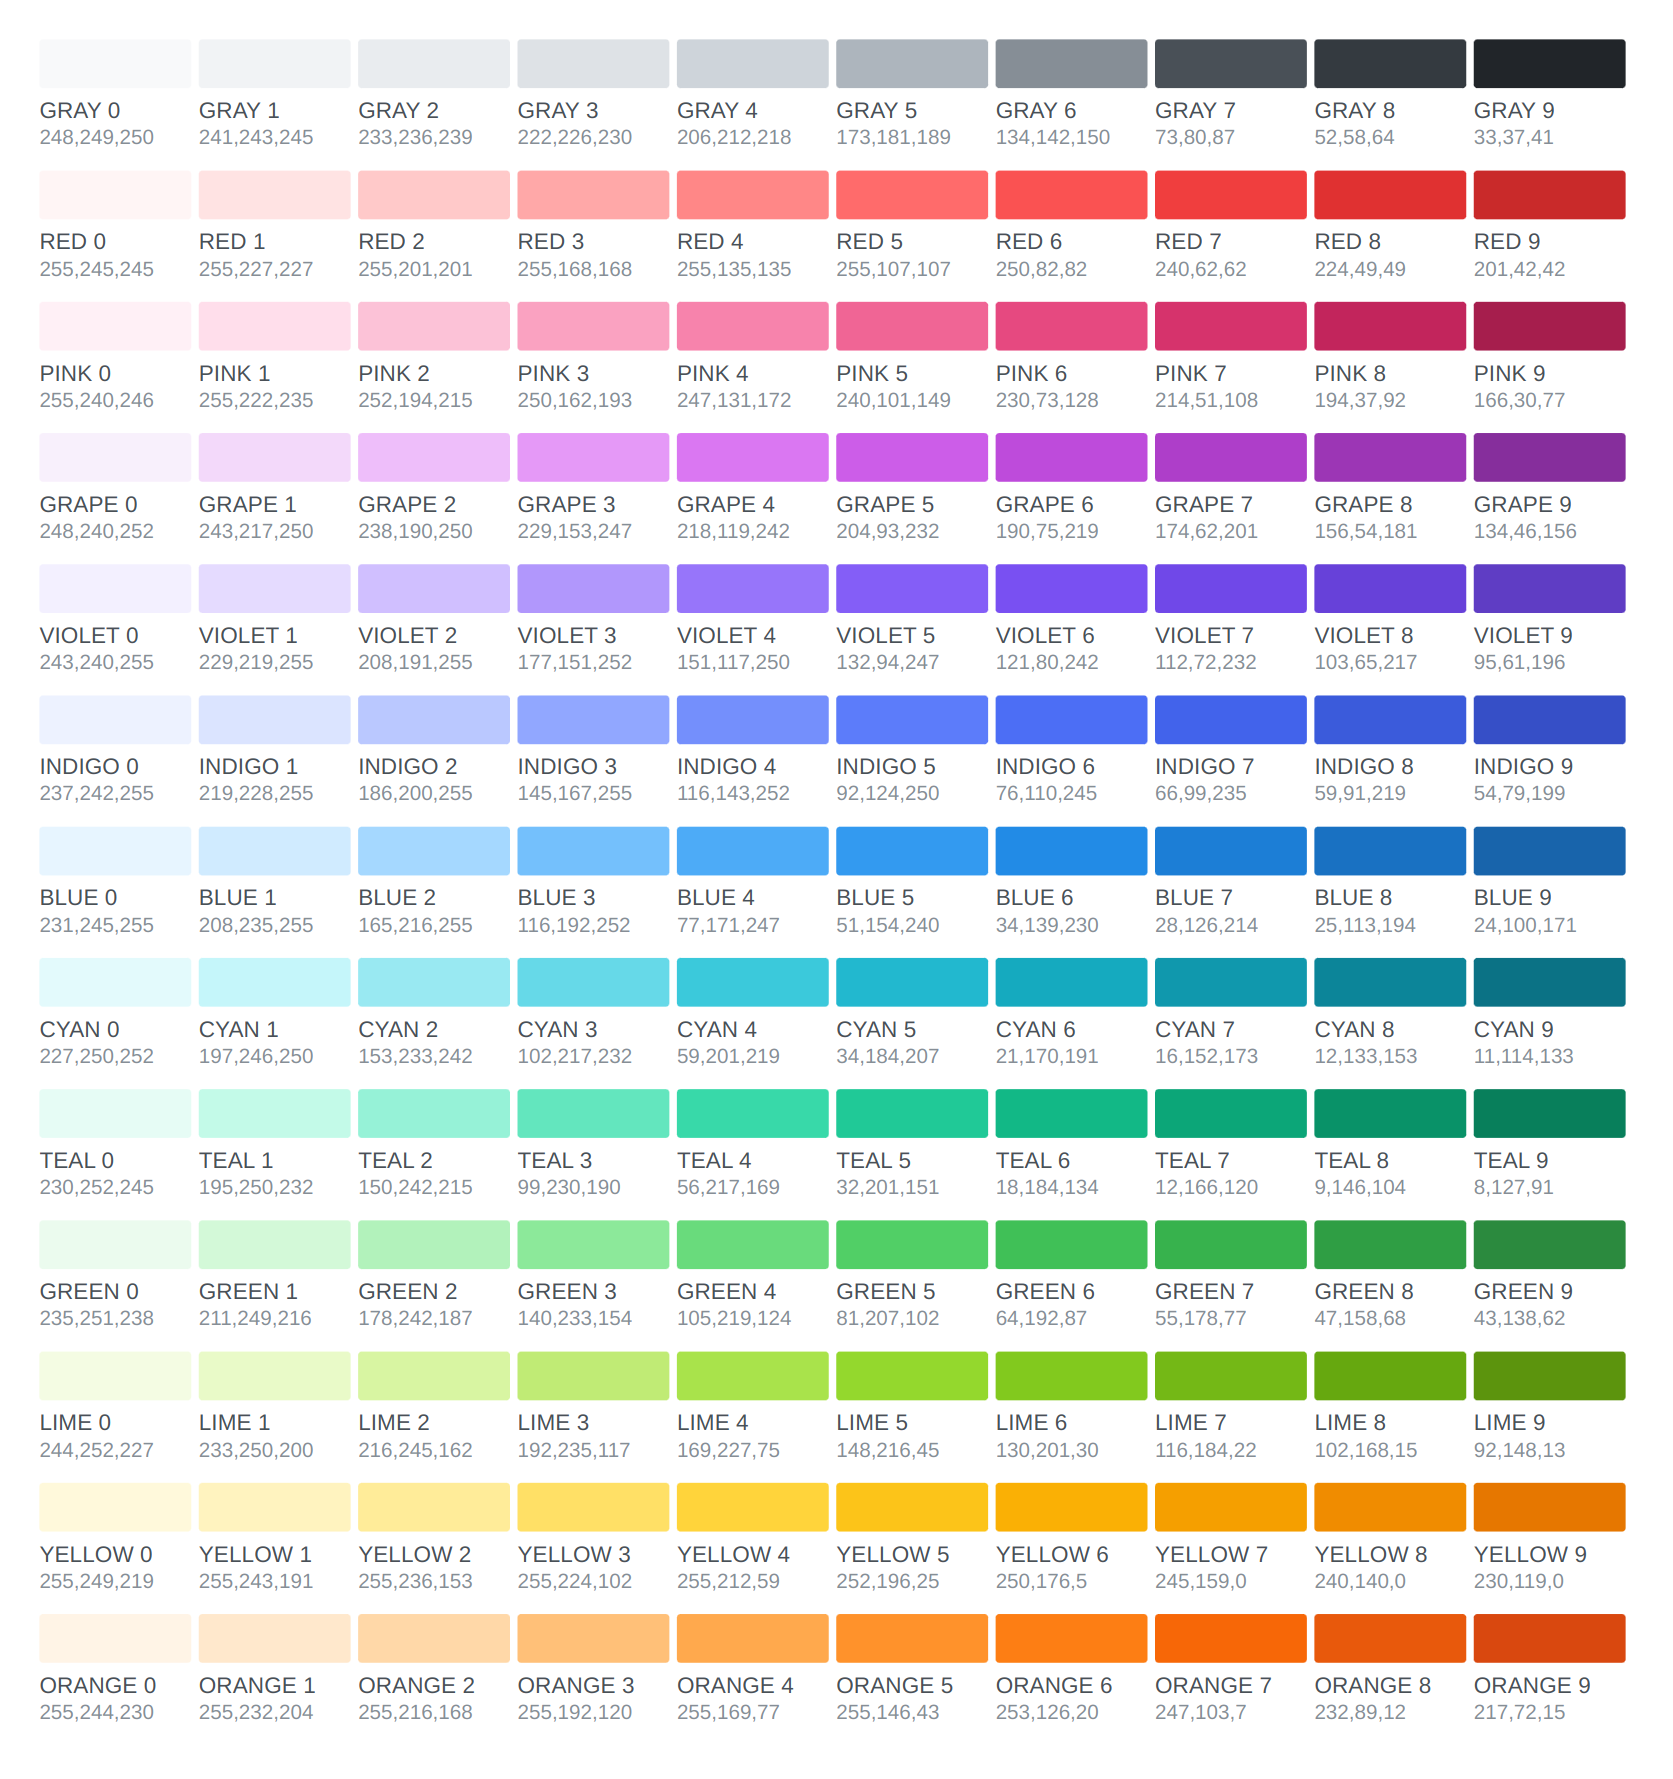 GRAY 0 GRAY 1 GRAY 2 GRAY 3 GRAY 4 GRAY 5 GRAY 6 GRAY 7 GRAY 8 GRAY 9
248,249,250 241,243,245 233,236,239 222,226,230 206,212,218 173,181,189 134,142,150 73,80,87 52,58,64 33,37,41
RED 0 RED 1 RED 2 RED 3 RED 4 RED 5 RED 6 RED 7 RED 8 RED 9
255,245,245 255,227,227 255,201,201 255,168,168 255,135,135 255,107,107 250,82,82 240,62,62 224,49,49 201,42,42
PINK 0 PINK 1 PINK 2 PINK 3 PINK 4 PINK 5 PINK 6 PINK 7 PINK 8 PINK 9
255,240,246 255,222,235 252,194,215 250,162,193 247,131,172 240,101,149 230,73,128 214,51,108 194,37,92 166,30,77
GRAPE 0 GRAPE 1 GRAPE 2 GRAPE 3 GRAPE 4 GRAPE 5 GRAPE 6 GRAPE 7 GRAPE 8 GRAPE 9
248,240,252 243,217,250 238,190,250 229,153,247 218,119,242 204,93,232 190,75,219 174,62,201 156,54,181 134,46,156
VIOLET 0 VIOLET 1 VIOLET 2 VIOLET 3 VIOLET 4 VIOLET 5 VIOLET 6 VIOLET 7 VIOLET 8 VIOLET 9
243,240,255 229,219,255 208,191,255 177,151,252 151,117,250 132,94,247 121,80,242 112,72,232 103,65,217 95,61,196
INDIGO 0 INDIGO 1 INDIGO 2 INDIGO 3 INDIGO 4 INDIGO 5 INDIGO 6 INDIGO 7 INDIGO 8 INDIGO 9
237,242,255 219,228,255 186,200,255 145,167,255 116,143,252 92,124,250 76,110,245 66,99,235 59,91,219 54,79,199
BLUE 0 BLUE 1 BLUE 2 BLUE 3 BLUE 4 BLUE 5 BLUE 6 BLUE 7 BLUE 8 BLUE 9
231,245,255 208,235,255 165,216,255 116,192,252 77,171,247 51,154,240 34,139,230 28,126,214 25,113,194 24,100,171
CYAN 0 CYAN 1 CYAN 2 CYAN 3 CYAN 4 CYAN 5 CYAN 6 CYAN 7 CYAN 8 CYAN 9
227,250,252 197,246,250 153,233,242 102,217,232 59,201,219 34,184,207 21,170,191 16,152,173 12,133,153 11,114,133
TEAL 0 TEAL 1 TEAL 2 TEAL 3 TEAL 4 TEAL 5 TEAL 6 TEAL 7 TEAL 8 TEAL 9
230,252,245 195,250,232 150,242,215 99,230,190 56,217,169 32,201,151 18,184,134 12,166,120 9,146,104 8,127,91
GREEN 0 GREEN 1 GREEN 2 GREEN 3 GREEN 4 GREEN 5 GREEN 6 GREEN 7 GREEN 8 GREEN 9
235,251,238 211,249,216 178,242,187 140,233,154 105,219,124 81,207,102 64,192,87 55,178,77 47,158,68 43,138,62
LIME 0 LIME 1 LIME 2 LIME 3 LIME 4 LIME 5 LIME 6 LIME 7 LIME 8 LIME 9
244,252,227 233,250,200 216,245,162 192,235,117 169,227,75 148,216,45 130,201,30 116,184,22 102,168,15 92,148,13
YELLOW 0 YELLOW 1 YELLOW 2 YELLOW 3 YELLOW 4 YELLOW 5 YELLOW 6 YELLOW 7 YELLOW 8 YELLOW 9
255,249,219 255,243,191 255,236,153 255,224,102 255,212,59 252,196,25 250,176,5 245,159,0 240,140,0 230,119,0
ORANGE 0 ORANGE 1 ORANGE 2 ORANGE 3 ORANGE 4 ORANGE 5 ORANGE 6 ORANGE 7 ORANGE 8 ORANGE 9
255,244,230 255,232,204 255,216,168 255,192,120 255,169,77 255,146,43 253,126,20 247,103,7 232,89,12 217,72,15